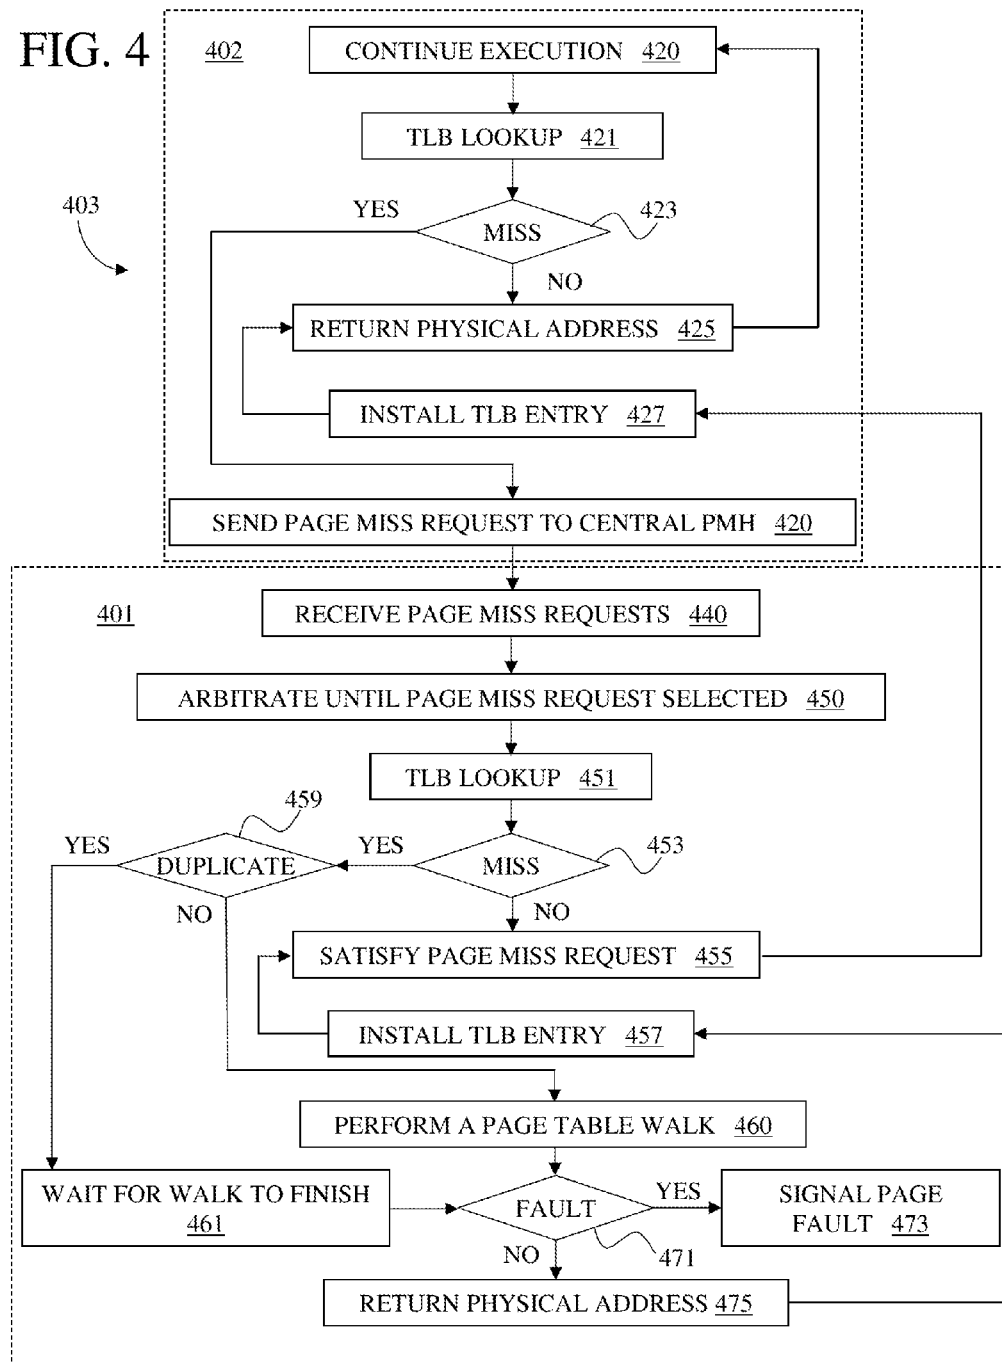 FIG. 4
402
CONTINUE EXECUTION 420
TLB LOOKUP 421
403
YES
MISS
423
NO
RETURN PHYSICAL ADDRESS 425
INSTALL TLB ENTRY 427
SEND PAGE MISS REQUEST TO CENTRAL PMH 420
401
RECEIVE PAGE MISS REQUESTS 440
ARBITRATE UNTIL PAGE MISS REQUEST SELECTED 450
TLB LOOKUP 451
459
YES
DUPLICATE
YES
MISS
453
NO
NO
SATISFY PAGE MISS REQUEST 455
INSTALL TLB ENTRY 457
PERFORM A PAGE TABLE WALK 460
WAIT FOR WALK TO FINISH
461
FAULT
YES
SIGNAL PAGE
FAULT 473
NO
471
RETURN PHYSICAL ADDRESS 475